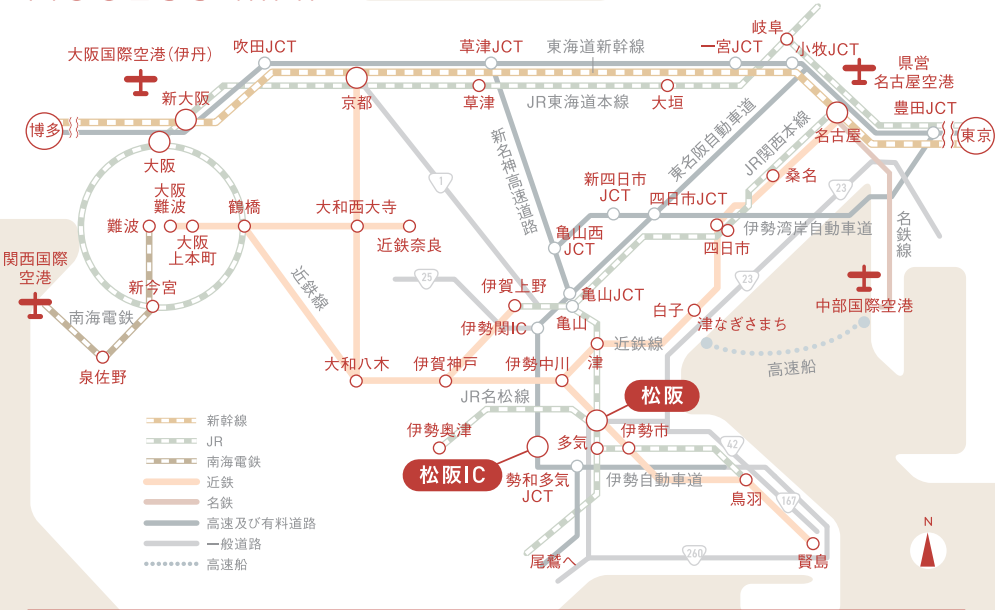 岐阜
大阪国際空港(伊丹)
吹田JCT
草津JCT
東海道新幹線
一宮JCT
小牧JCT
県営
名古屋空港
新大阪
京都
草津
JR東海道本線
大垣
豊田JCT
博多
名古屋
東京
大阪
新名神高速道路
東名阪自動車道
JR関西本線
1
新四日市
JCT
四日市JCT
桑名
23
大阪
難波
鶴橋
大和西大寺
難波
大阪
上本町
近鉄奈良
亀山西
JCT
四日市
伊勢湾岸自動車道
名鉄線
関西国際
空港
新今宮
近鉄線
25
伊賀上野
亀山JCT
23
中部国際空港
南海電鉄
伊勢関IC
亀山
白子
津なぎさまち
泉佐野
大和八木
伊賀神戸
伊勢中川
津
近鉄線
高速船
JR名松線
松阪
新幹線
JR
南海電鉄
近鉄
名鉄
高速及び有料道路
一般道路
高速船
伊勢奥津
多気
伊勢市
42
松阪IC
勢和多気
JCT
伊勢自動車道
鳥羽
167
尾鷲へ
260
賢島
N